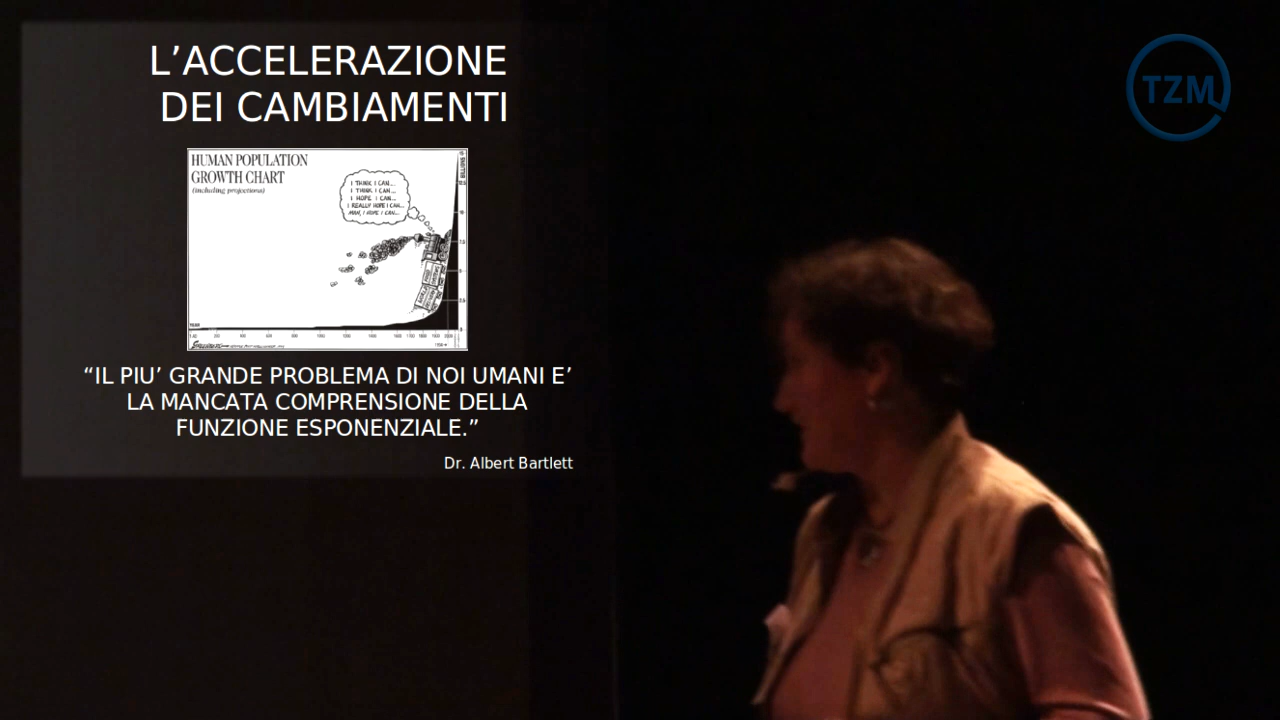 L’ACCELERAZIONE
DEI CAMBIAMENTI
TZM
HUMAN POPULATION
GROWTH CHART
(including projections)
I THINK I CAN...
I THINK I CAN...
I HOPE I CAN...
I REALLY HOPE I CAN...
MAN, I HOPE I CAN...
“IL PIU’ GRANDE PROBLEMA DI NOI UMANI E’
LA MANCATA COMPRENSIONE DELLA
FUNZIONE ESPONENZIALE.”
Dr. Albert Bartlett